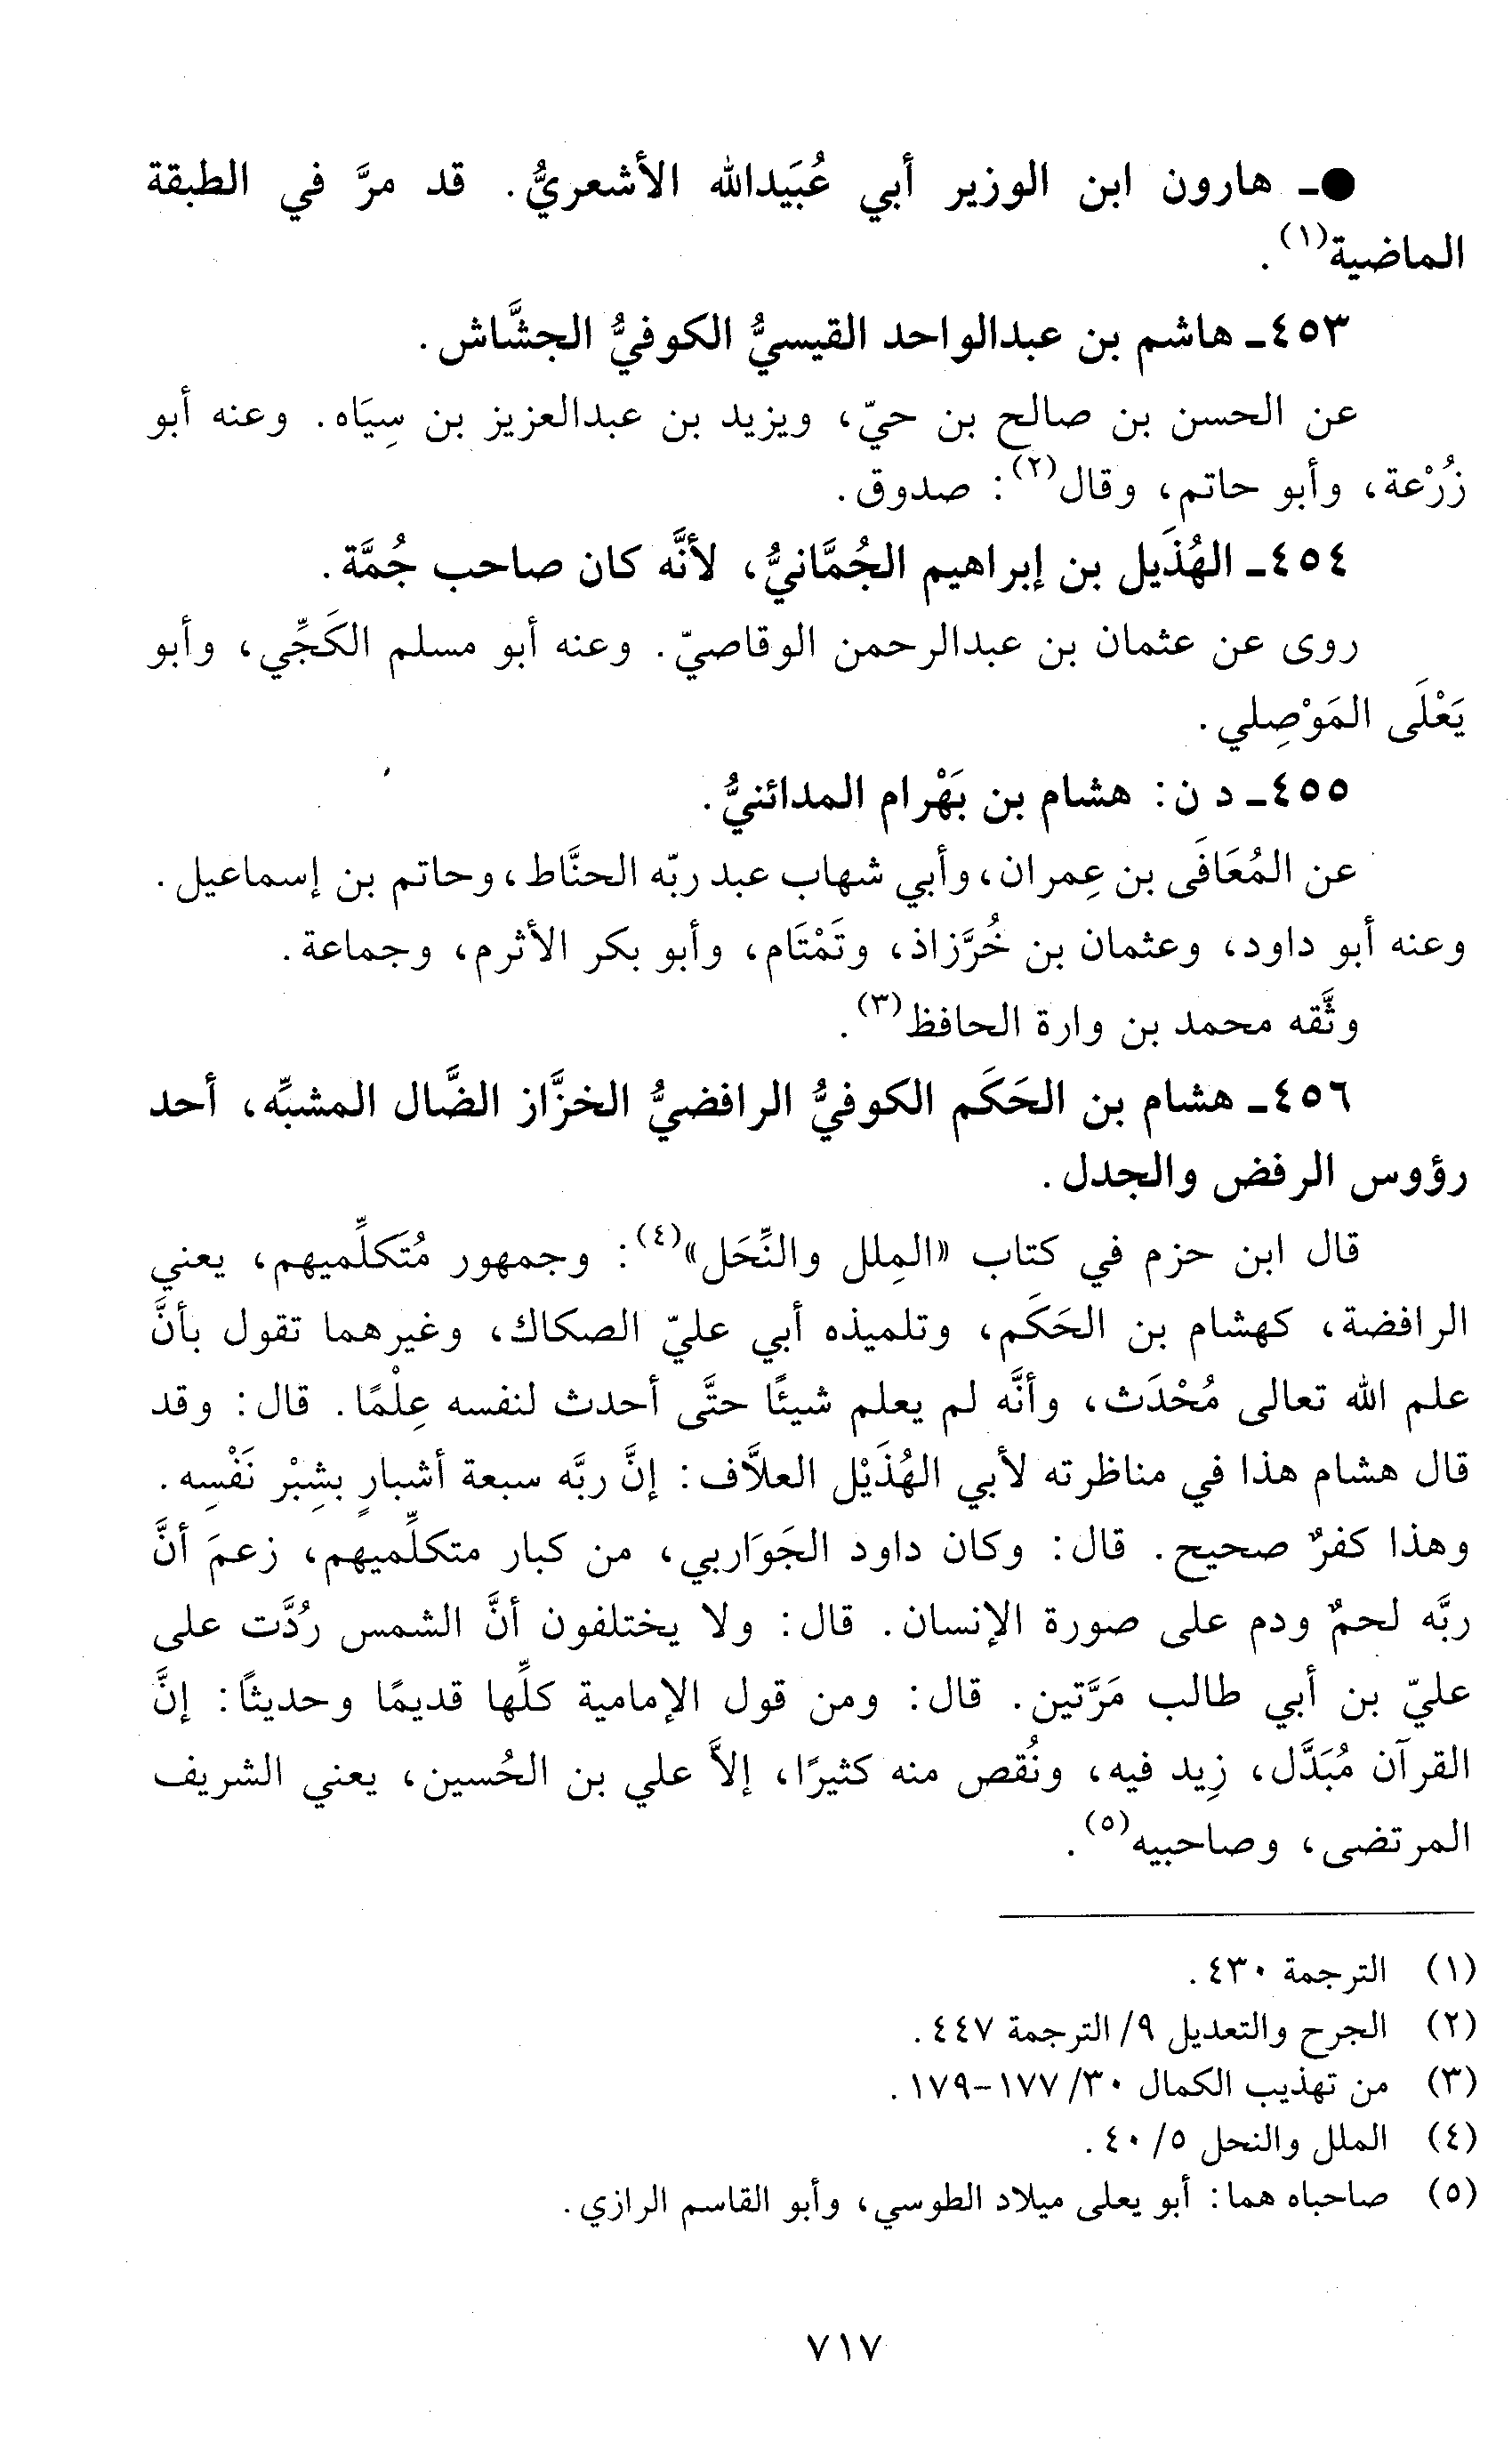 ●ـ هارون ابن الوزير أبي عُبَيدالله الأشعريُّ. قد مرَّ في الطبقة
الماضية(١).
٤٥٣ـ هاشم بن عبدالواحد القيسيُّ الكوفيُّ الجشَّاش.
عن الحسن بن صالح بن حيّ، ويزيد بن عبدالعزيز بن سِيَاه. وعنه أبو
زُرْعة، وأبو حاتم، وقال(٢): صدوق.
٤٥٤ـ الهُذَيل بن إبراهيم الجُمَّانيُّ، لأنَّه كان صاحب جُمَّة.
روى عن عثمان بن عبدالرحمن الوقاصيّ. وعنه أبو مسلم الكَجِّي، وأبو
يَعْلَى المَوْصِلي.
٤٥٥ـ د ن: هشام بن بَهْرام المدائنيُّ.
عن المُعَافَى بن عِمران، وأبي شهاب عبد ربّه الحنَّاط، وحاتم بن إسماعيل.
وعنه أبو داود، وعثمان بن خُرَّزاذ، وتَمْتَام، وأبو بكر الأثرم، وجماعة.
وثَّقه محمد بن وارة الحافظ(٣).
٤٥٦ـ هشام بن الحَكَم الكوفيُّ الرافضيُّ الخزَّاز الضَّال المشبِّه، أحد
رؤوس الرفض والجدل.
قال ابن حزم في كتاب «المِلل والنِّحَل»(٤): وجمهور مُتَكلِّميهم، يعني
الرافضة، كهشام بن الحَكَم، وتلميذه أبي عليّ الصكاك، وغيرهما تقول بأنَّ
علم الله تعالى مُحْدَث، وأنَّه لم يعلم شيئًا حتَّى أحدث لنفسه عِلْمًا. قال: وقد
قال هشام هذا في مناظرته لأبي الهُذَيْل العلاَّف: إنَّ ربَّه سبعة أشبارٍ بشِبْر نَفْسِه.
وهذا كفرٌ صحيح. قال: وكان داود الجَوَاربي، من كبار متكلِّميهم، زعمَ أنَّ
ربَّه لحمٌ ودم على صورة الإنسان. قال: ولا يختلفون أنَّ الشمس رُدَّت على
عليّ بن أبي طالب مَرَّتين. قال: ومن قول الإمامية كلِّها قديمًا وحديثًا: إنَّ
القرآن مُبَدَّل، زِيد فيه، ونُقص منه كثيرًا، إلاَّ علي بن الحُسين، يعني الشريف
المرتضى، وصاحبيه(٥).
(١) الترجمة ٤٣٠.
(٢) الجرح والتعديل ٩/ الترجمة ٤٤٧.
(٣) من تهذيب الكمال ٣٠/ ١٧٧-١٧٩.
(٤) الملل والنحل ٥/ ٤٠.
(٥) صاحباه هما: أبو يعلى ميلاد الطوسي، وأبو القاسم الرازي.
٧١٧